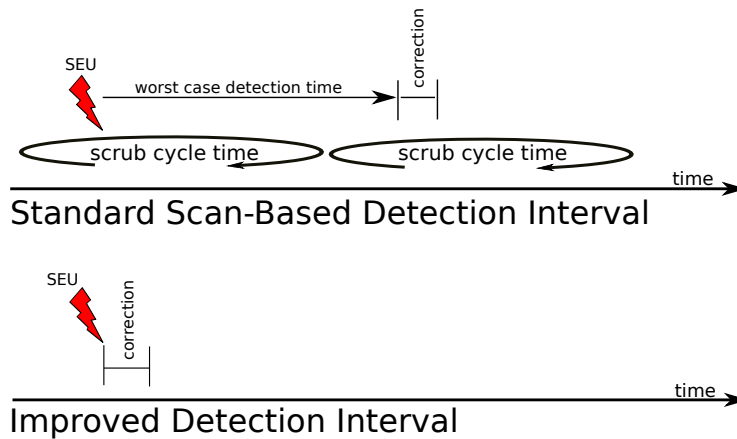 SEU
correction
worst case detection time
scrub cycle time
scrub cycle time
time
Standard Scan-Based Detection Interval
SEU
correction
time
Improved Detection Interval